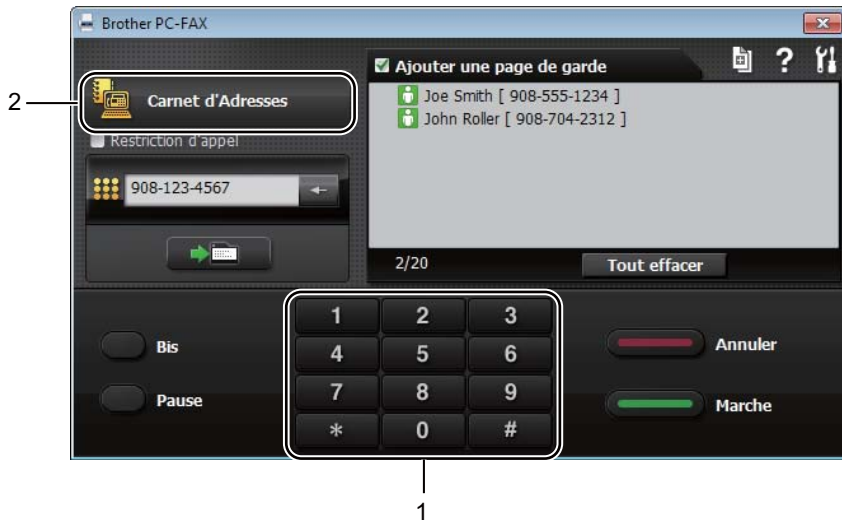 Brother PC-FAX
2
Carnet d'Adresses
Restriction d'appel
908-123-4567
Ajouter une page de garde
?
Joe Smith [ 908-555-1234 ]
John Roller [ 908-704-2312 ]
2/20
Tout effacer
Bis
Pause
1 2 3
4 5 6
7 8 9
* 0 #
Annuler
Marche
1